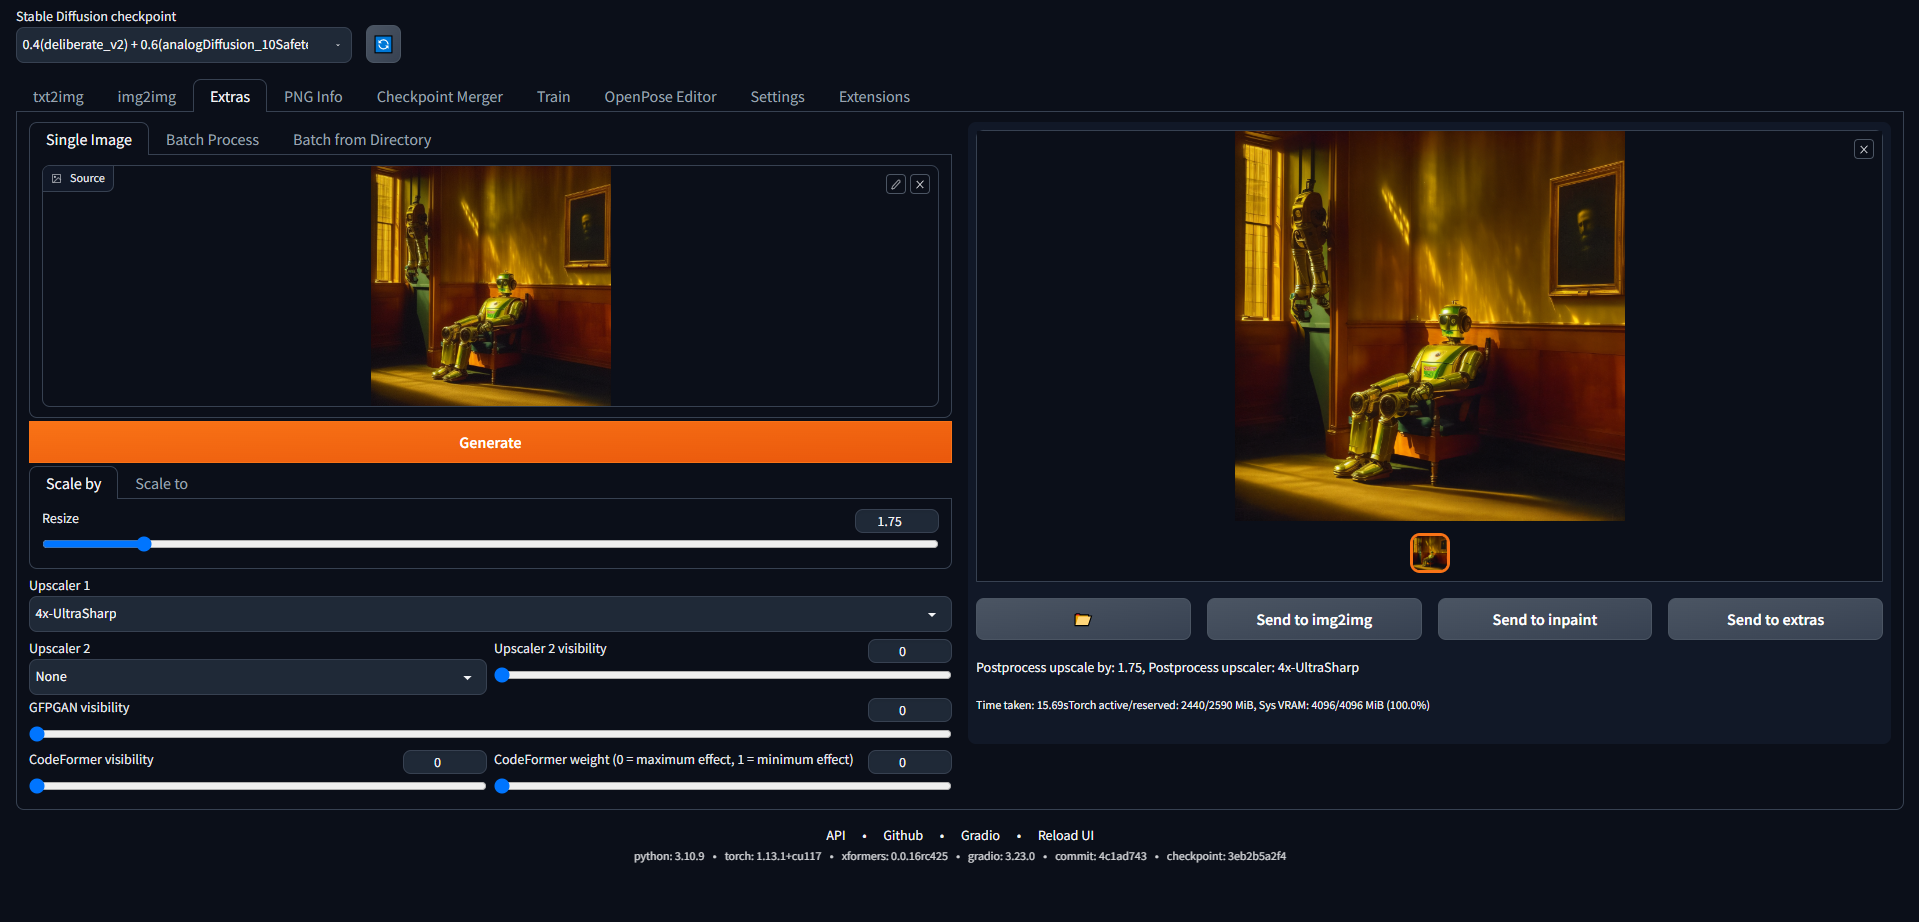 Stable Diffusion checkpoint
0.4(deliberate_v2) + 0.6(analogDiffusion_10Safet
txt2img img2img Extras PNG Info Checkpoint Merger Train OpenPose Editor Settings Extensions
Single Image Batch Process Batch from Directory
Source
Generate
Scale by Scale to
Resize 1.75
Upscaler 1
4x-UltraSharp
Upscaler 2
None
Upscaler 2 visibility 0
GFPGAN visibility 0
CodeFormer visibility 0
CodeFormer weight (0 = maximum effect, 1 = minimum effect) 0
Send to img2img Send to inpaint Send to extras
Postprocess upscale by: 1.75, Postprocess upscaler: 4x-UltraSharp
Time taken: 15.69sTorch active/reserved: 2440/2590 MiB, Sys VRAM: 4096/4096 MiB (100.0%)
API • Github • Gradio • Reload UI
python: 3.10.9 • torch: 1.13.1+cu117 • xformers: 0.0.16rc425 • gradio: 3.23.0 • commit: 4c1ad743 • checkpoint: 3eb2b5a2f4